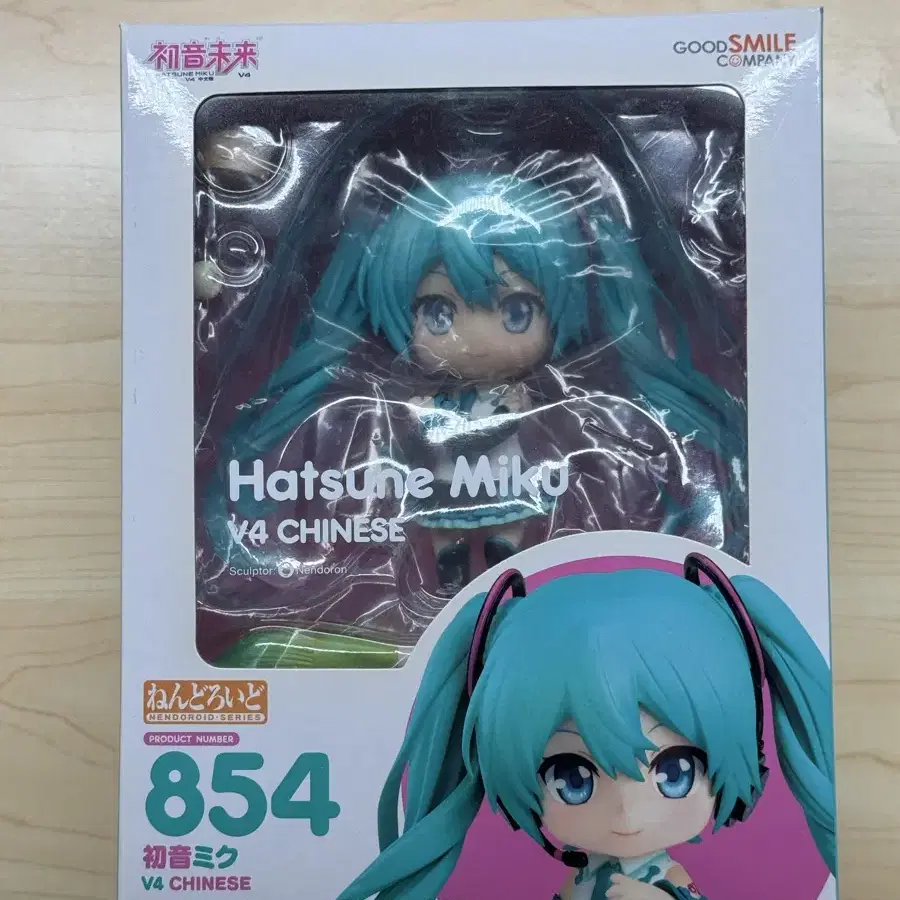 初音未来
HATSUNE MIKU V4
V4 中文版
GOOD SMILE
COMPANY
Hatsune Miku
V4 CHINESE
Sculptor: Nendoron
ねんどろいど
NENDOROID·SERIES
PRODUCT NUMBER
854
初音ミク
V4 CHINESE